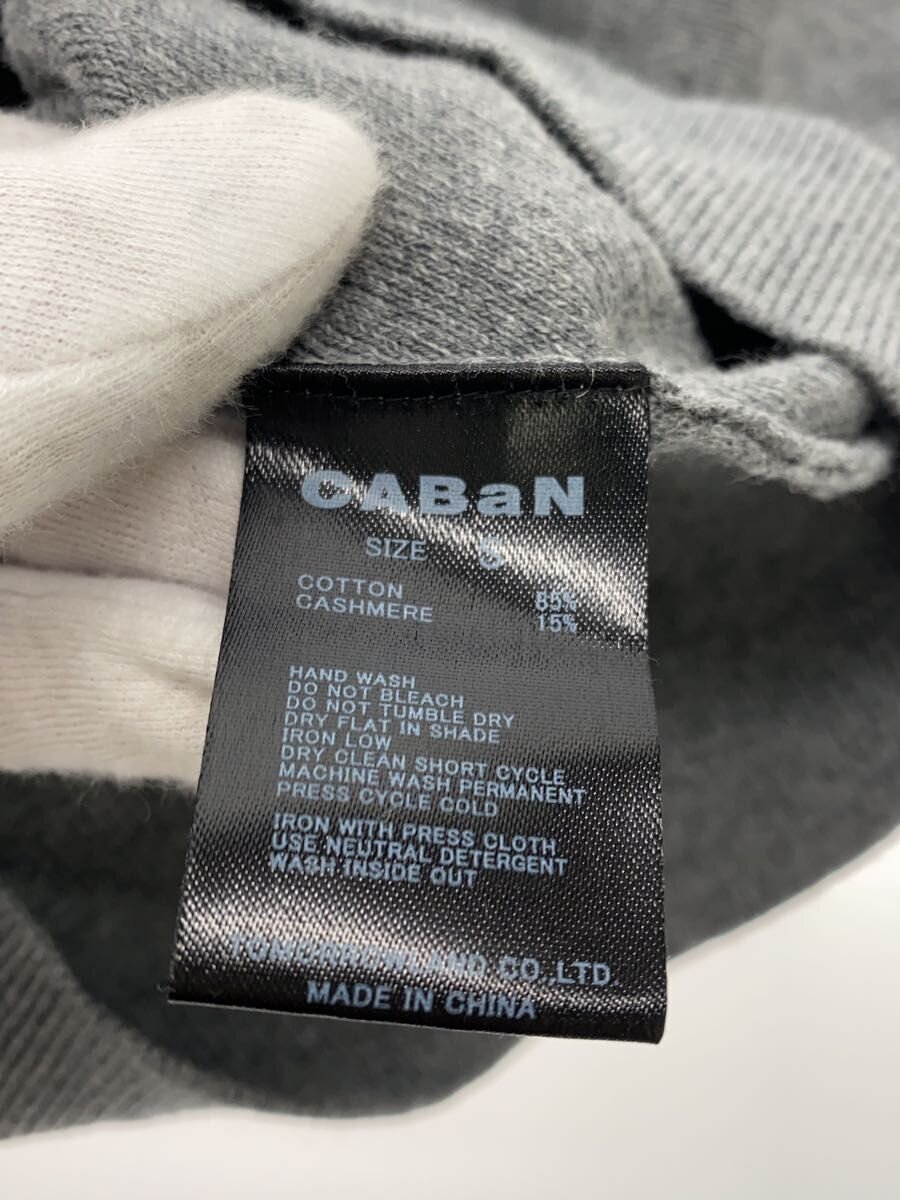 CABaN
SIZE S
COTTON 85%
CASHMERE 15%
HAND WASH
DO NOT BLEACH
DO NOT TUMBLE DRY
DRY FLAT IN SHADE
IRON LOW
DRY CLEAN SHORT CYCLE
MACHINE WASH PERMANENT
PRESS CYCLE COLD
IRON WITH PRESS CLOTH
USE NEUTRAL DETERGENT
WASH INSIDE OUT
TOMORROWLAND CO.,LTD.
MADE IN CHINA